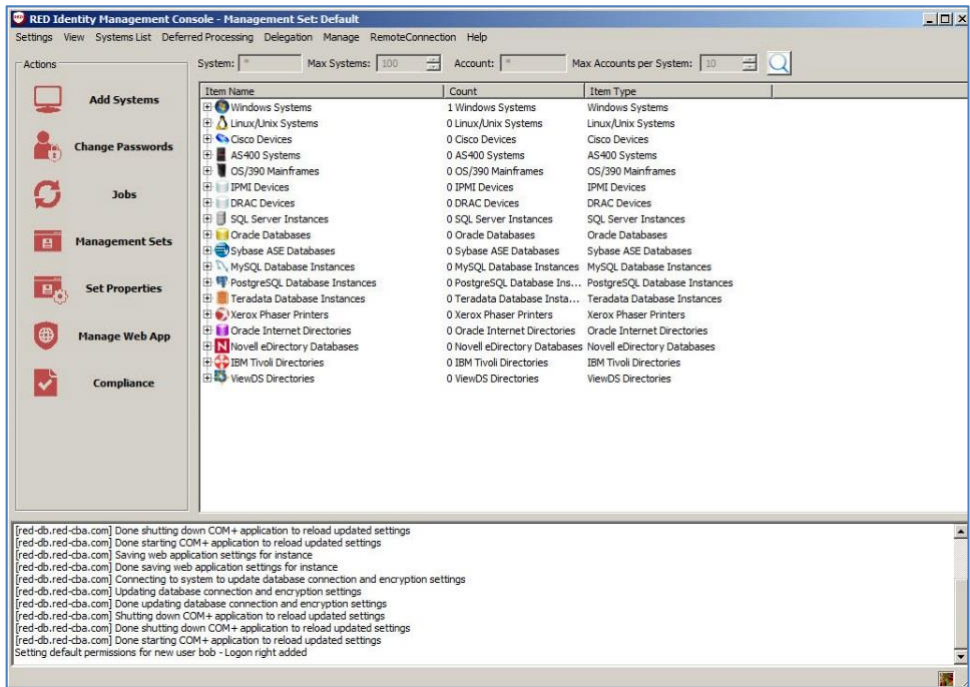 RED Identity Management Console - Management Set: Default
Settings View Systems List Deferred Processing Delegation Manage RemoteConnection Help
Actions
System: * Max Systems: 100 Account: * Max Accounts per System: 10
Add Systems
Change Passwords
Jobs
Management Sets
Set Properties
Manage Web App
Compliance
Item Name Count Item Type
Windows Systems 1 Windows Systems Windows Systems
Linux/Unix Systems 0 Linux/Unix Systems Linux/Unix Systems
Cisco Devices 0 Cisco Devices Cisco Devices
AS400 Systems 0 AS400 Systems AS400 Systems
OS/390 Mainframes 0 OS/390 Mainframes OS/390 Mainframes
IPMI Devices 0 IPMI Devices IPMI Devices
DRAC Devices 0 DRAC Devices DRAC Devices
SQL Server Instances 0 SQL Server Instances SQL Server Instances
Oracle Databases 0 Oracle Databases Oracle Databases
Sybase ASE Databases 0 Sybase ASE Databases Sybase ASE Databases
MySQL Database Instances 0 MySQL Database Instances MySQL Database Instances
PostgreSQL Database Instances 0 PostgreSQL Database Ins... PostgreSQL Database Instances
Teradata Database Instances 0 Teradata Database Insta... Teradata Database Instances
Xerox Phaser Printers 0 Xerox Phaser Printers Xerox Phaser Printers
Oracle Internet Directories 0 Oracle Internet Directories Oracle Internet Directories
Novell eDirectory Databases 0 Novell eDirectory Databases Novell eDirectory Databases
IBM Tivoli Directories 0 IBM Tivoli Directories IBM Tivoli Directories
ViewDS Directories 0 ViewDS Directories ViewDS Directories
[red-db.red-cba.com] Done shutting down COM+ application to reload updated settings
[red-db.red-cba.com] Done starting COM+ application to reload updated settings
[red-db.red-cba.com] Saving web application settings for instance
[red-db.red-cba.com] Done saving web application settings for instance
[red-db.red-cba.com] Connecting to system to update database connection and encryption settings
[red-db.red-cba.com] Updating database connection and encryption settings
[red-db.red-cba.com] Done updating database connection and encryption settings
[red-db.red-cba.com] Shutting down COM+ application to reload updated settings
[red-db.red-cba.com] Done shutting down COM+ application to reload updated settings
[red-db.red-cba.com] Done starting COM+ application to reload updated settings
Setting default permissions for new user bob - Logon right added